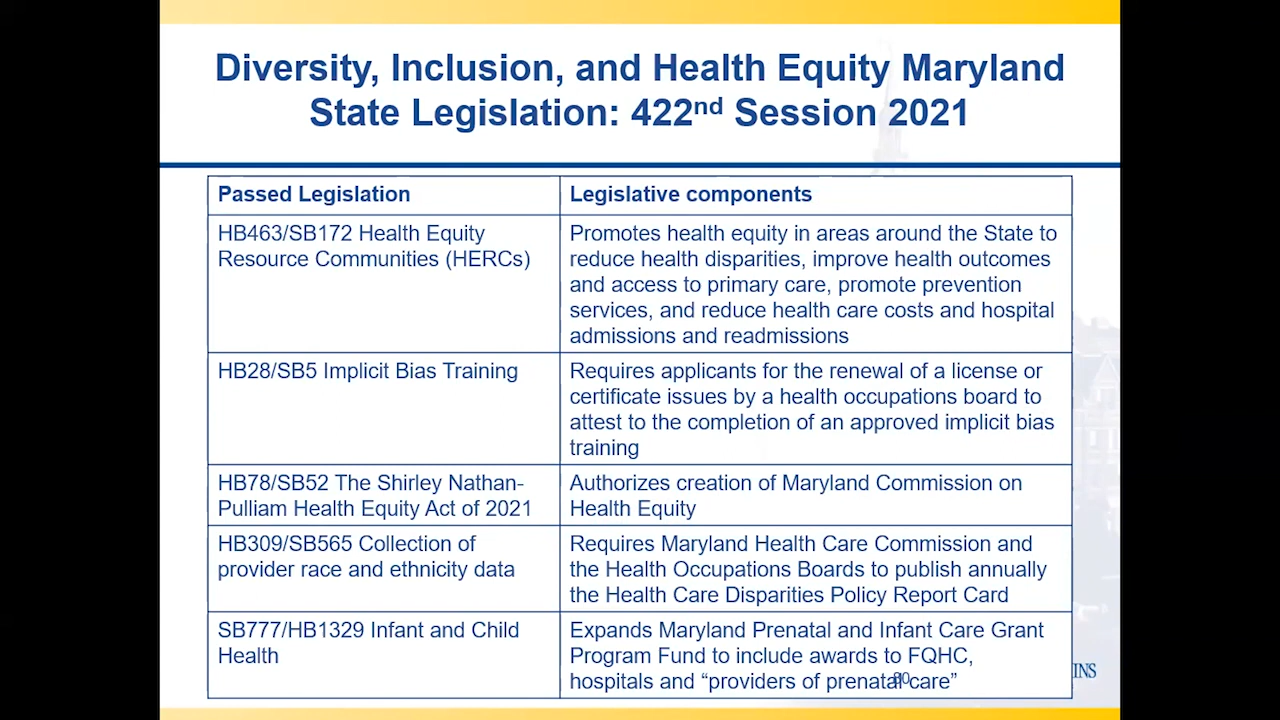 Diversity, Inclusion, and Health Equity Maryland
State Legislation: 422nd Session 2021
Passed Legislation
Legislative components
HB463/SB172 Health Equity
Resource Communities (HERCs)
Promotes health equity in areas around the State to
reduce health disparities, improve health outcomes
and access to primary care, promote prevention
services, and reduce health care costs and hospital
admissions and readmissions
HB28/SB5 Implicit Bias Training
Requires applicants for the renewal of a license or
certificate issues by a health occupations board to
attest to the completion of an approved implicit bias
training
HB78/SB52 The Shirley Nathan-
Pulliam Health Equity Act of 2021
Authorizes creation of Maryland Commission on
Health Equity
HB309/SB565 Collection of
provider race and ethnicity data
Requires Maryland Health Care Commission and
the Health Occupations Boards to publish annually
the Health Care Disparities Policy Report Card
SB777/HB1329 Infant and Child
Health
Expands Maryland Prenatal and Infant Care Grant
Program Fund to include awards to FQHC,
hospitals and “providers of prenatal care”
INS